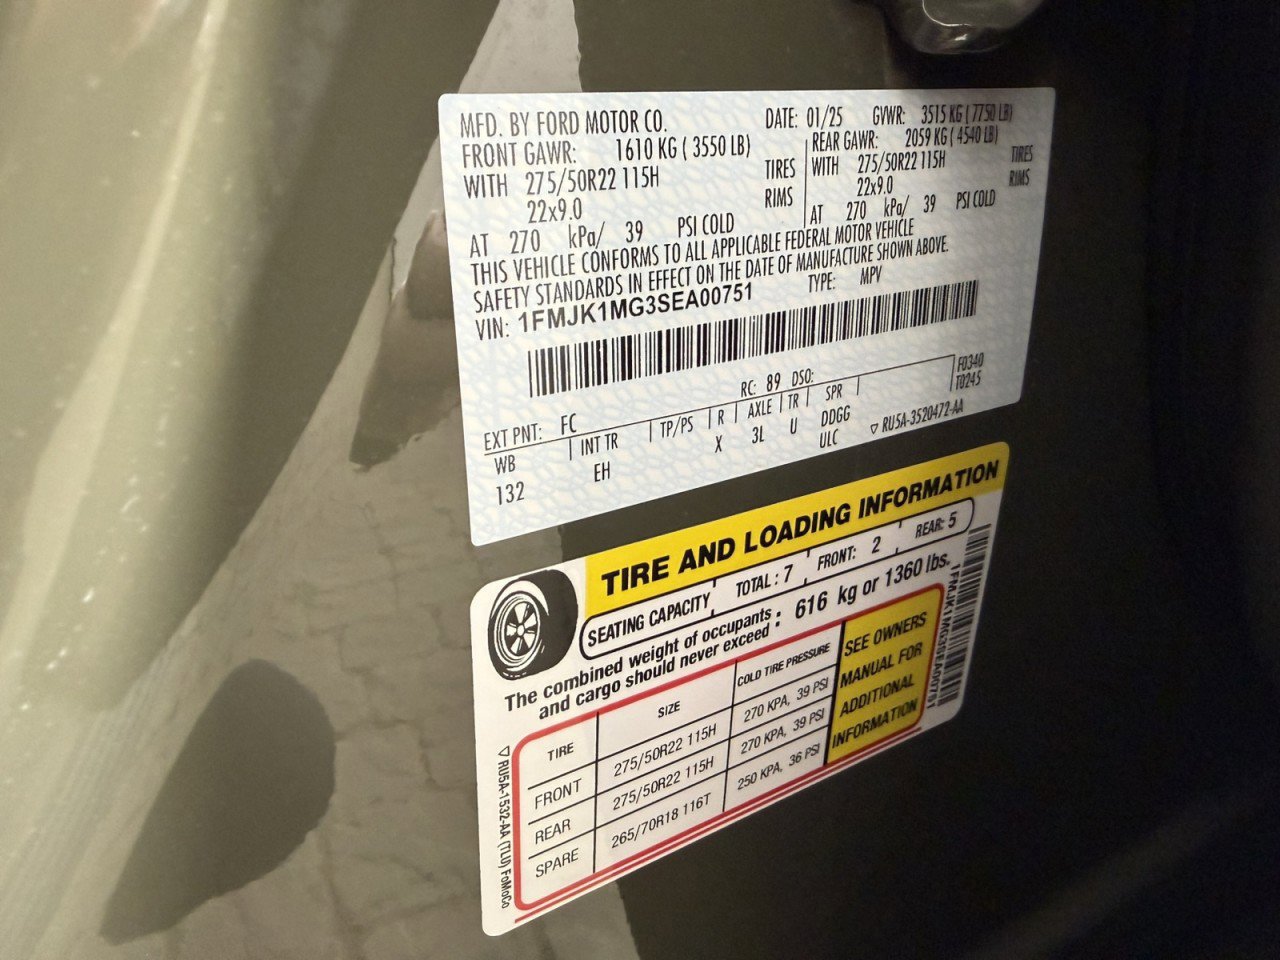 MFD. BY FORD MOTOR CO. DATE: 01/25 GVWR: 3515 KG ( 7750 LB)
FRONT GAWR: 1610 KG ( 3550 LB) REAR GAWR: 2059 KG ( 4540 LB)
WITH 275/50R22 115H TIRES WITH 275/50R22 115H TIRES
22x9.0 RIMS 22x9.0 RIMS
AT 270 kPa/ 39 PSI COLD AT 270 kPa/ 39 PSI COLD
THIS VEHICLE CONFORMS TO ALL APPLICABLE FEDERAL MOTOR VEHICLE
SAFETY STANDARDS IN EFFECT ON THE DATE OF MANUFACTURE SHOWN ABOVE.
VIN: 1FMJK1MG3SEA00751 TYPE: MPV
EXT PNT: FC RC: 89 DSO: F0340
T0245
WB INT TR TP/PS R AXLE TR SPR
132 EH X 3L U DDGG
ULC ▽ RU5A-3520472-AA
TIRE AND LOADING INFORMATION
SEATING CAPACITY TOTAL : 7 FRONT: 2 REAR: 5
The combined weight of occupants and cargo should never exceed : 616 kg or 1360 lbs.
TIRE SIZE COLD TIRE PRESSURE
FRONT 275/50R22 115H 270 KPA, 39 PSI
REAR 275/50R22 115H 270 KPA, 39 PSI
SPARE 265/70R18 116T 250 KPA, 36 PSI
SEE OWNERS
MANUAL FOR
ADDITIONAL
INFORMATION
1FMJK1MG3SEA00751
▽ RU5A-1532-AA (TLU) FoMoCo